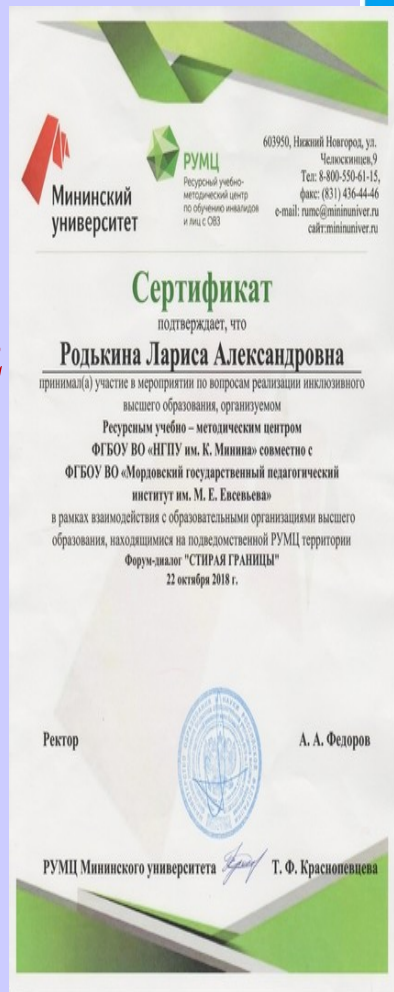 Мининский
университет
РУМЦ
Ресурсный учебно-
методический центр
по обучению инвалидов
и лиц с ОВЗ
603950, Нижний Новгород, ул.
Челюскинцев,9
Тел: 8-800-550-61-15,
факс: (831) 436-44-46
e-mail: rumc@mininuniver.ru
сайт:mininuniver.ru
Сертификат
подтверждает, что
Родькина Лариса Александровна
принимал(а) участие в мероприятии по вопросам реализации инклюзивного
высшего образования, организуемом
Ресурсным учебно – методическим центром
ФГБОУ ВО «НГПУ им. К. Минина» совместно с
ФГБОУ ВО «Мордовский государственный педагогический
институт им. М. Е. Евсевьева»
в рамках взаимодействия с образовательными организациями высшего
образования, находящимися на подведомственной РУМЦ территории
Форум-диалог "СТИРАЯ ГРАНИЦЫ"
22 октября 2018 г.
Ректор
А. А. Федоров
РУМЦ Мининского университета
Т. Ф. Краснопевцева